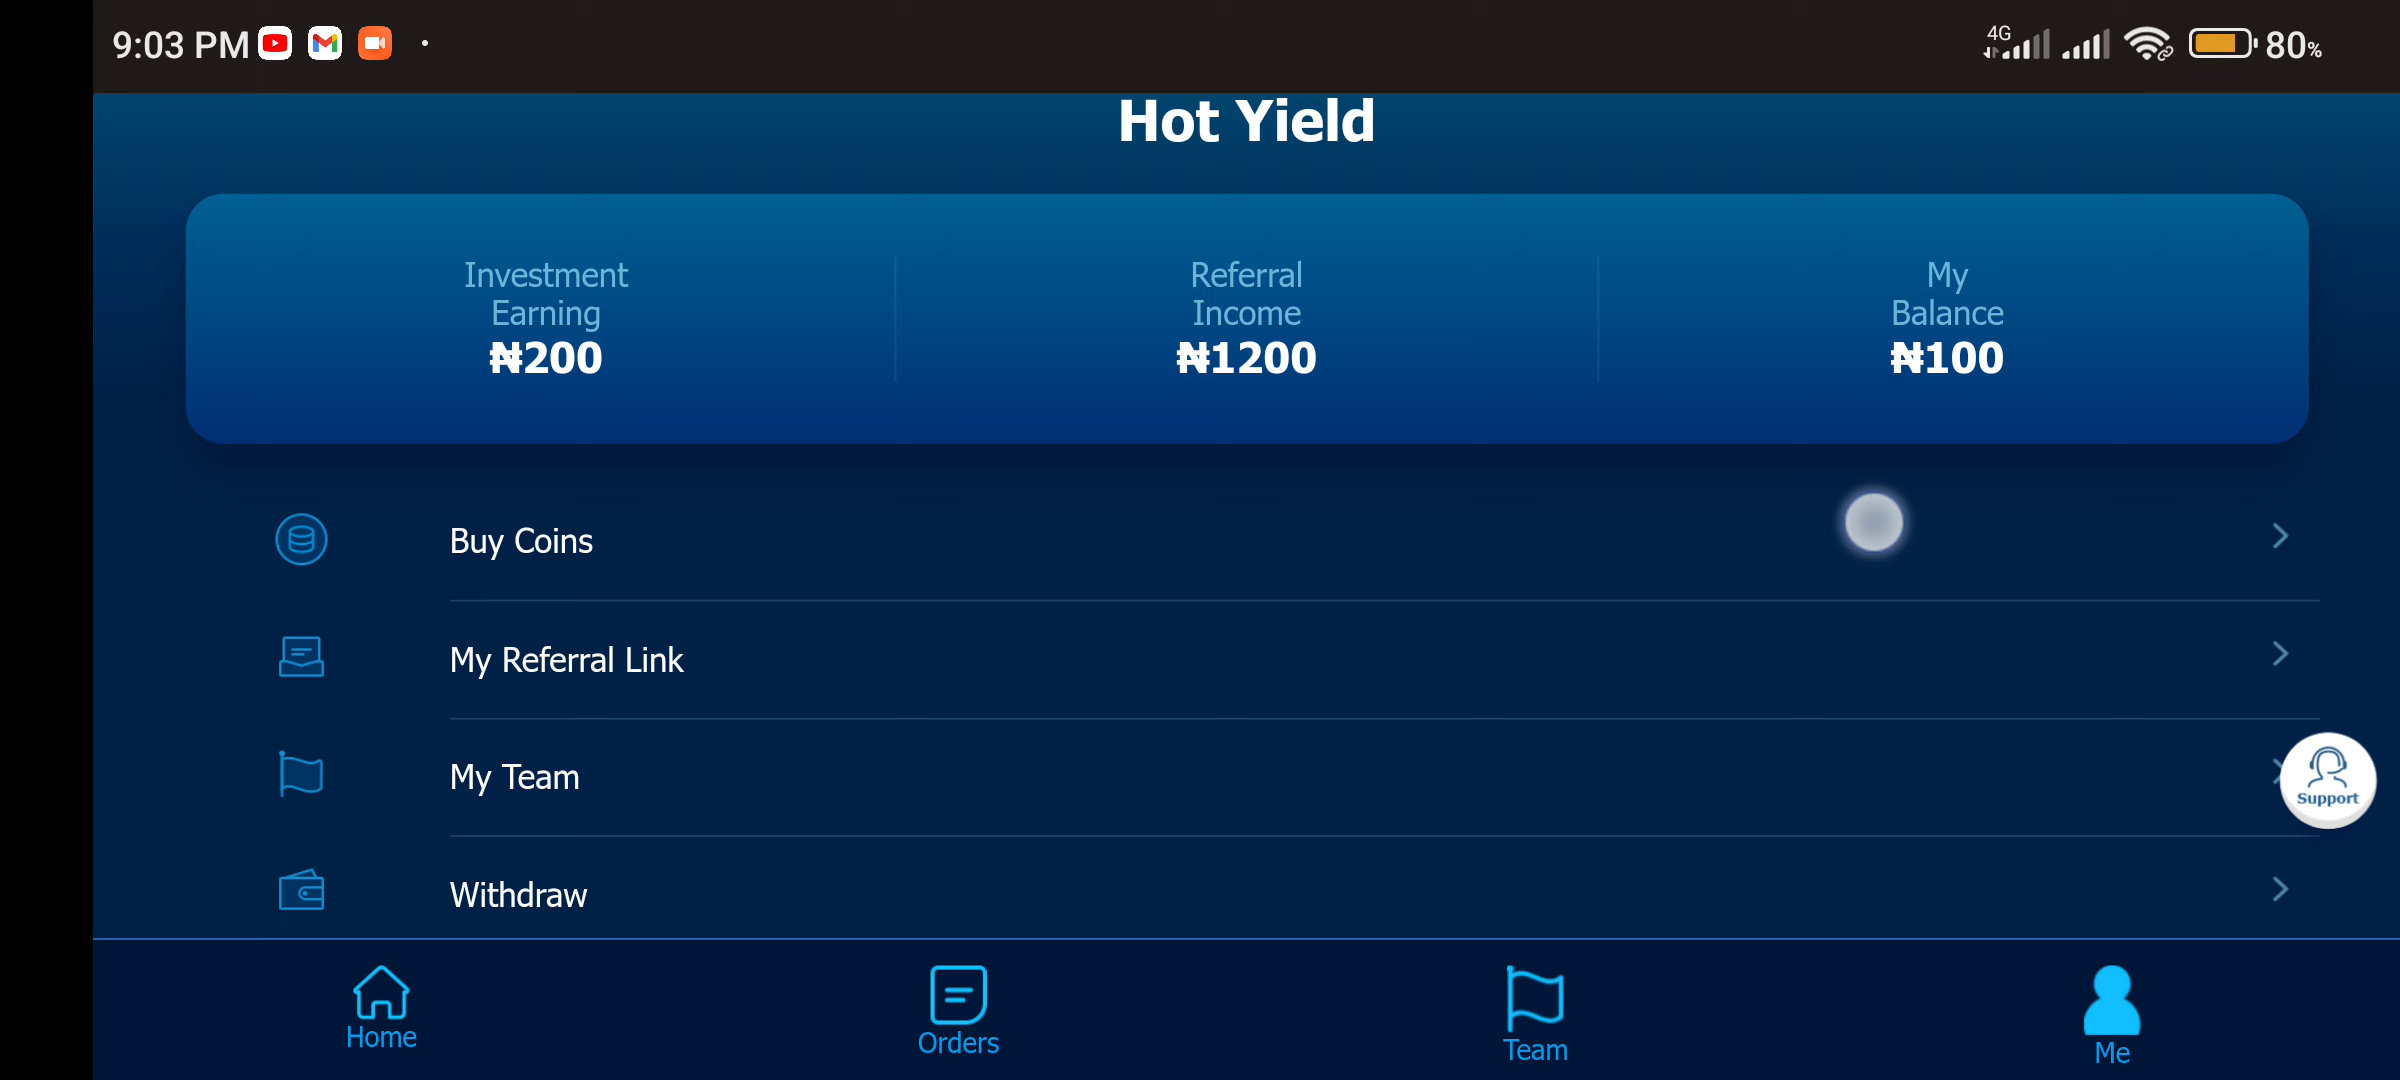 9:03 PM
4G
80%
Hot Yield
Investment
Earning
₦200
Referral
Income
₦1200
My
Balance
₦100
Buy Coins
My Referral Link
My Team
Support
Withdraw
Home
Orders
Team
Me